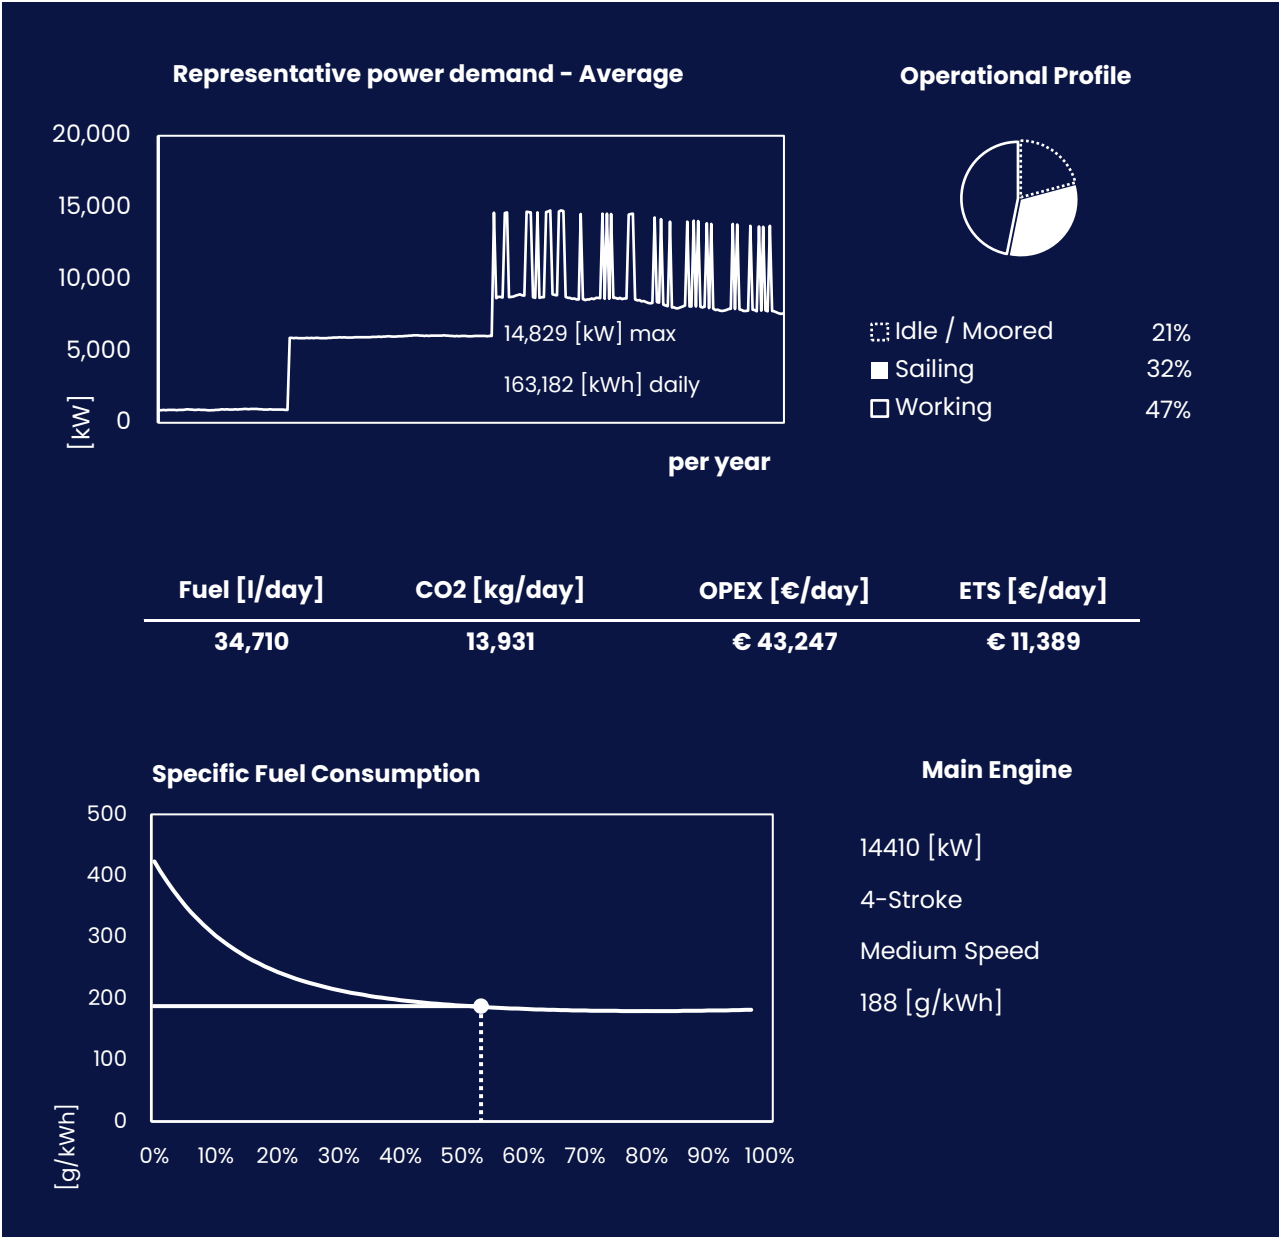 Representative power demand - Average
Operational Profile
20,000
15,000
10,000
5,000
0
[kW]
14,829 [kW] max
163,182 [kWh] daily
per year
Idle / Moored 21%
Sailing 32%
Working 47%
Fuel [l/day] CO2 [kg/day] OPEX [€/day] ETS [€/day]
34,710 13,931 € 43,247 € 11,389
Specific Fuel Consumption
Main Engine
500
400
300
200
100
0
[g/kWh]
0% 10% 20% 30% 40% 50% 60% 70% 80% 90% 100%
14410 [kW]
4-Stroke
Medium Speed
188 [g/kWh]